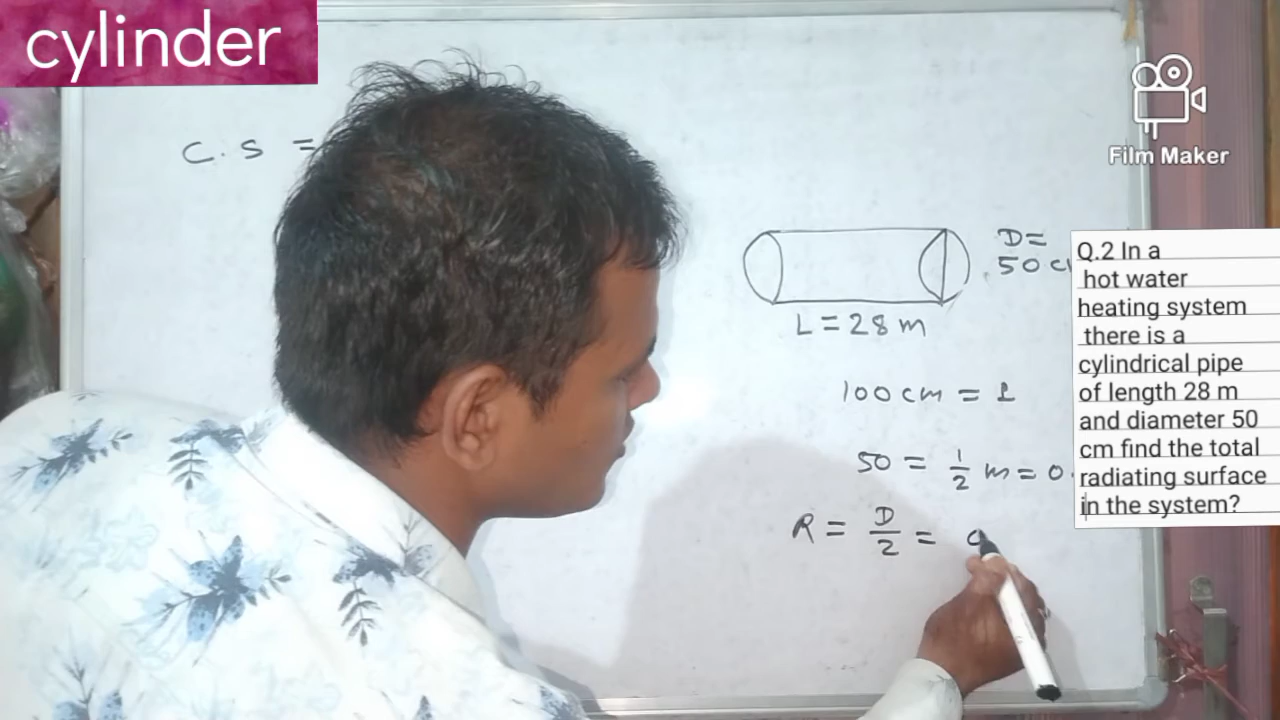 cylinder
Film Maker
C.S =
D=
50 c
L = 28 m
100 cm = 1
50 = 1/2 m = 0.
R = D/2 =
Q.2 In a
hot water
heating system
there is a
cylindrical pipe
of length 28 m
and diameter 50
cm find the total
radiating surface
in the system?